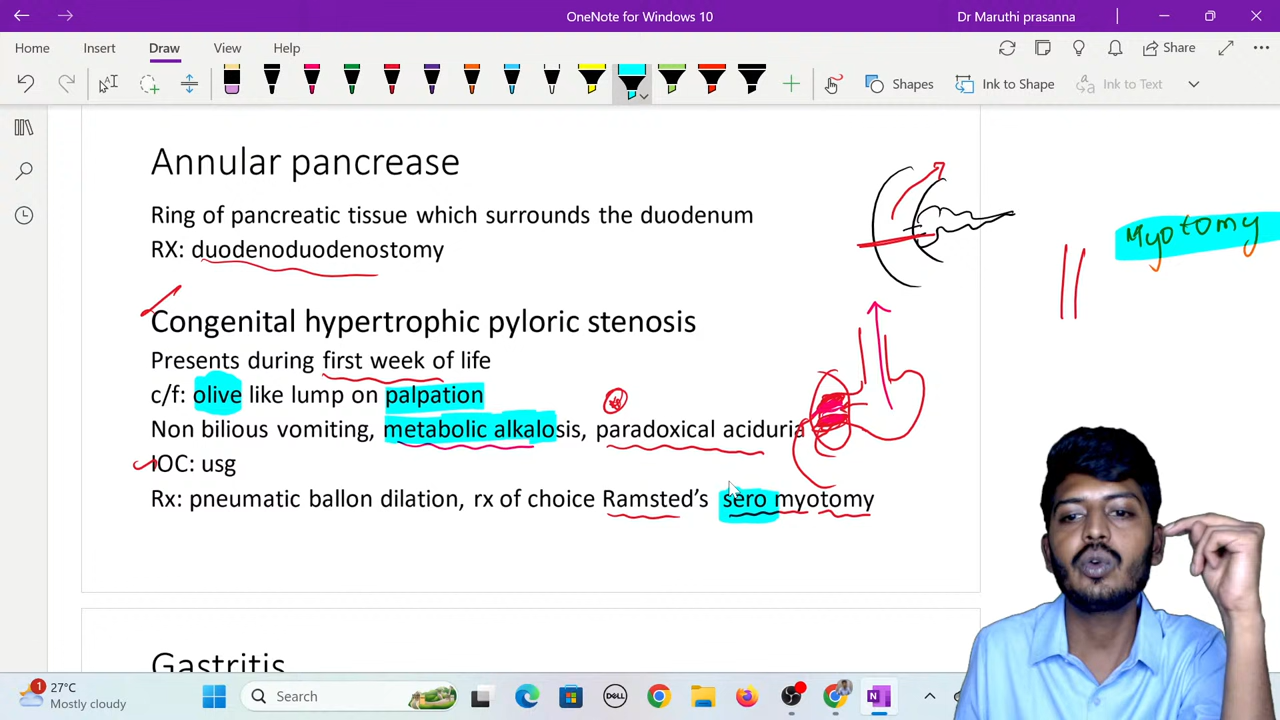 OneNote for Windows 10
Dr Maruthi prasanna
Home Insert Draw View Help
Share
Shapes
Ink to Shape
Ink to Text
Annular pancrease
Ring of pancreatic tissue which surrounds the duodenum
RX: duodenoduodenostomy
Myotomy
Congenital hypertrophic pyloric stenosis
Presents during first week of life
c/f: olive like lump on palpation
Non bilious vomiting, metabolic alkalosis, paradoxical aciduria
IOC: usg
Rx: pneumatic ballon dilation, rx of choice Ramsted's sero myotomy
Gastritis
1
27°C
Mostly cloudy
Search
DELL
N